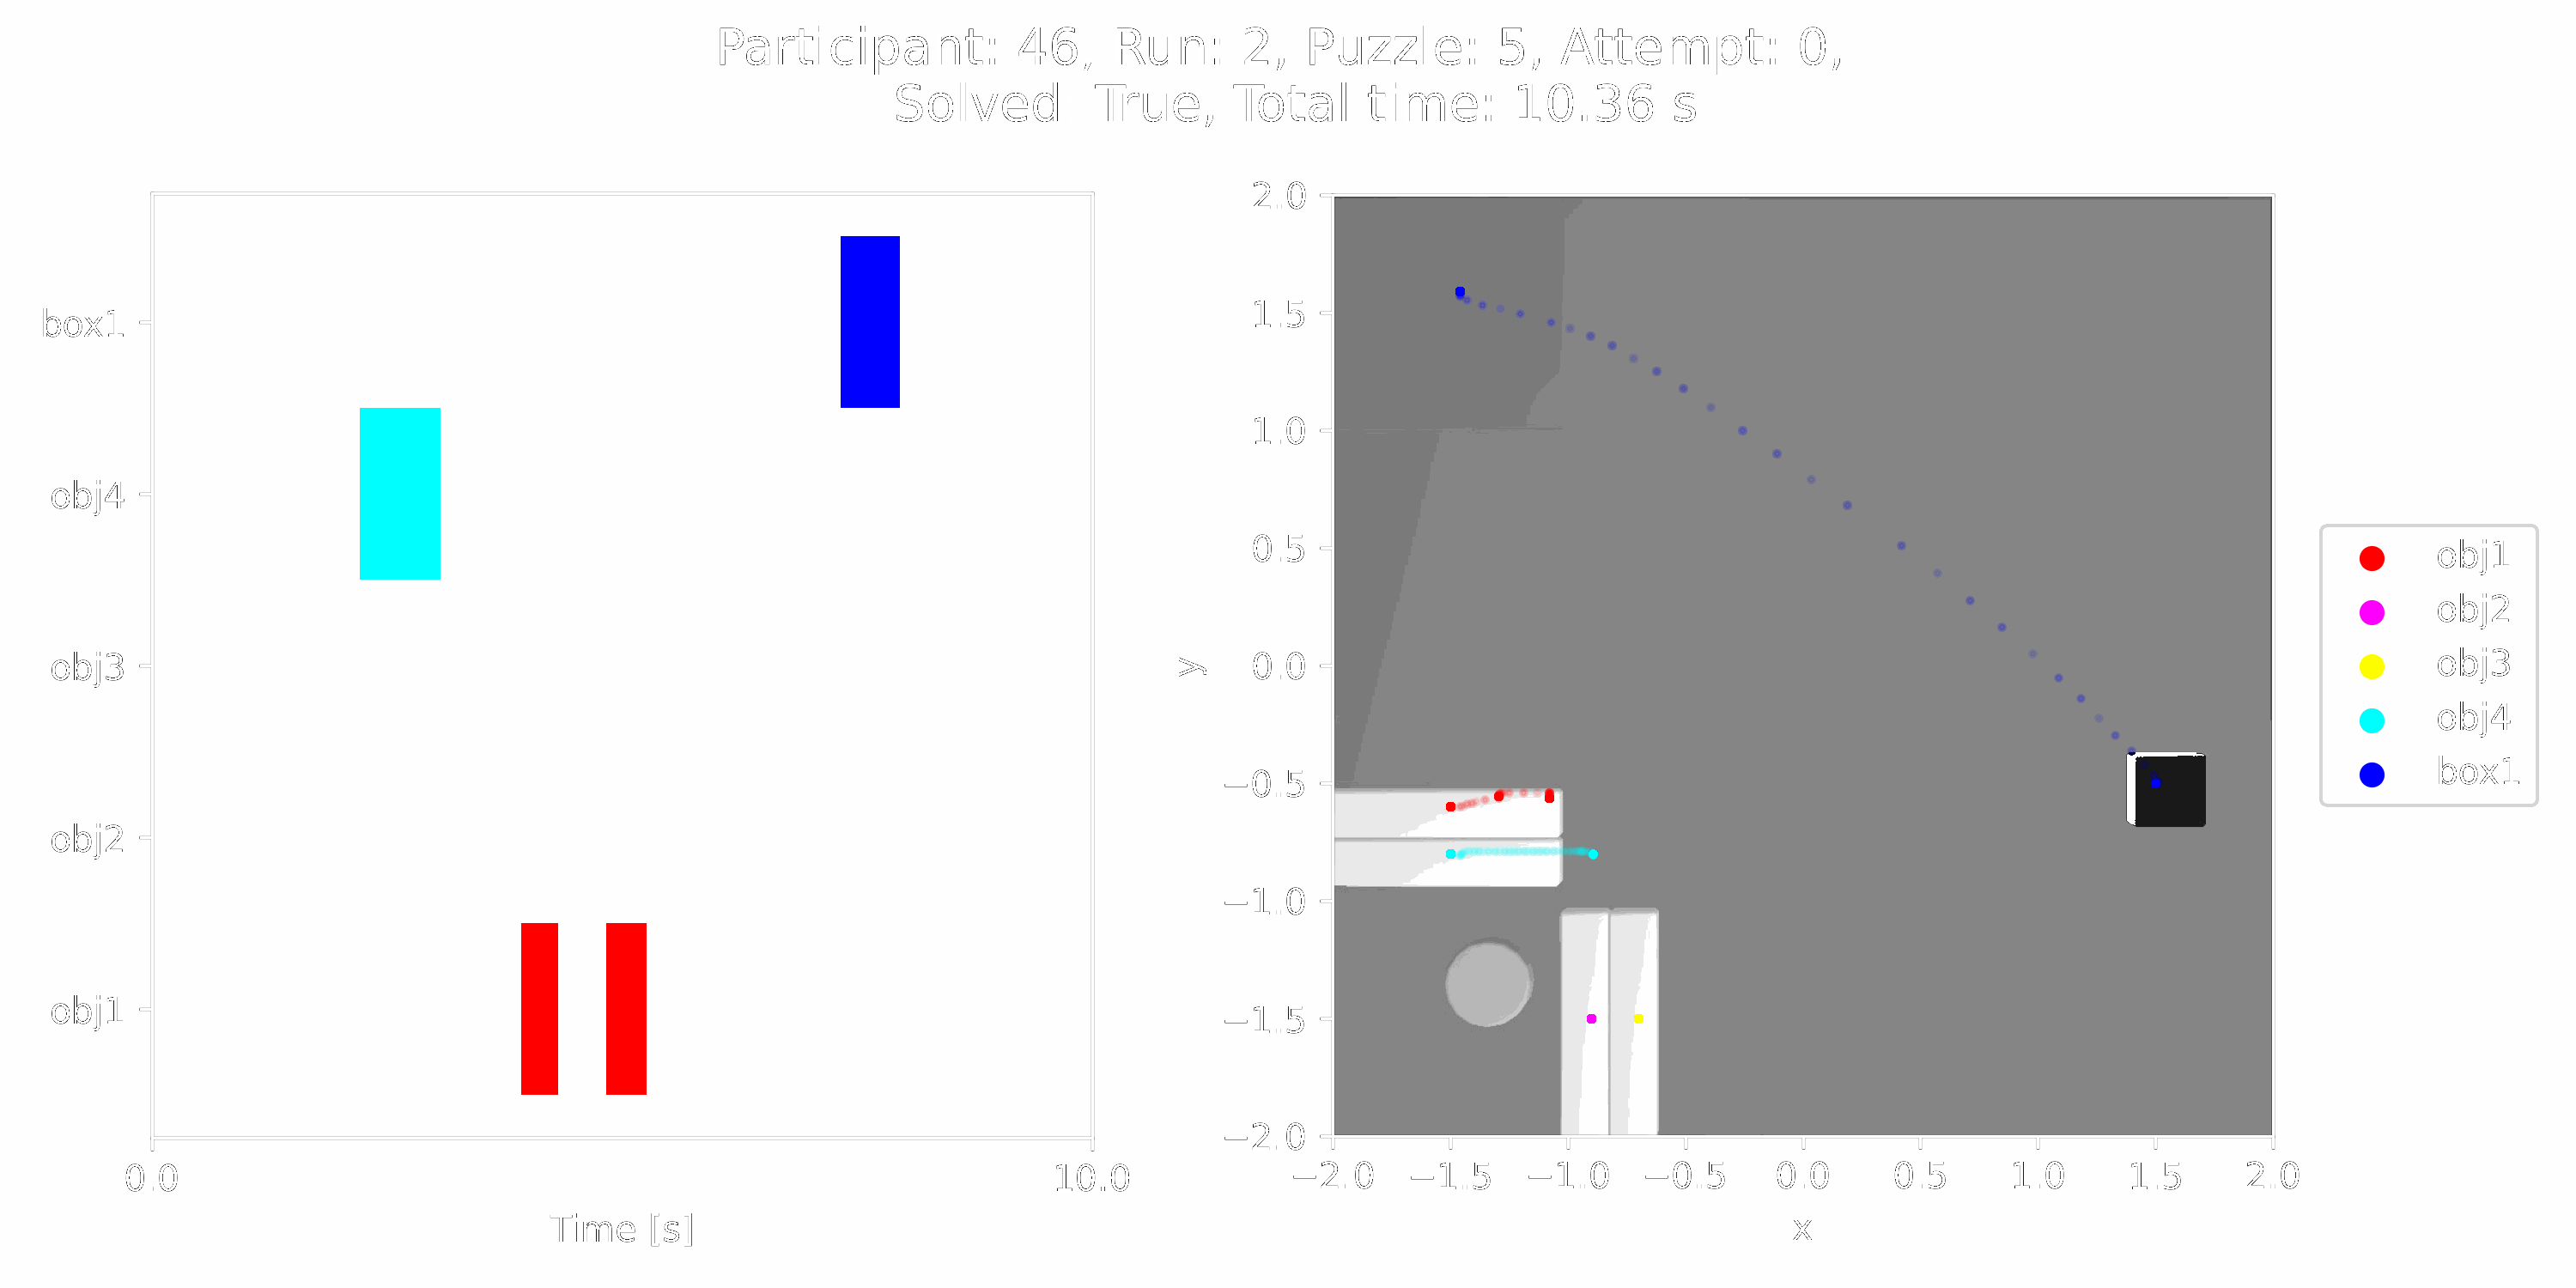 Participant: 46, Run: 2, Puzzle: 5, Attempt: 0,
Solved True, Total time: 10.36 s
box1
obj4
obj3
obj2
obj1
0.0
10.0
Time [s]
y
2.0
1.5
1.0
0.5
0.0
−0.5
−1.0
−1.5
−2.0
−2.0
−1.5
−1.0
−0.5
0.0
0.5
1.0
1.5
2.0
x
obj1
obj2
obj3
obj4
box1